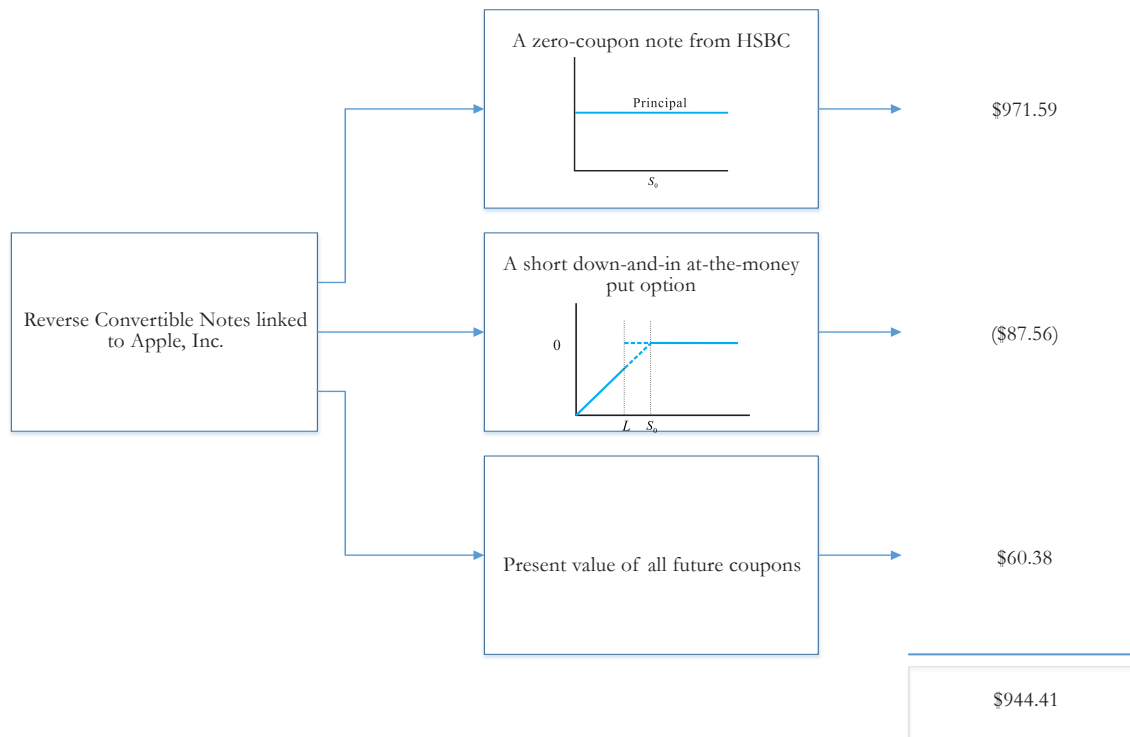 A zero-coupon note from HSBC
Principal
S₀
$971.59
Reverse Convertible Notes linked
to Apple, Inc.
A short down-and-in at-the-money
put option
0
L S₀
($87.56)
Present value of all future coupons
$60.38
$944.41